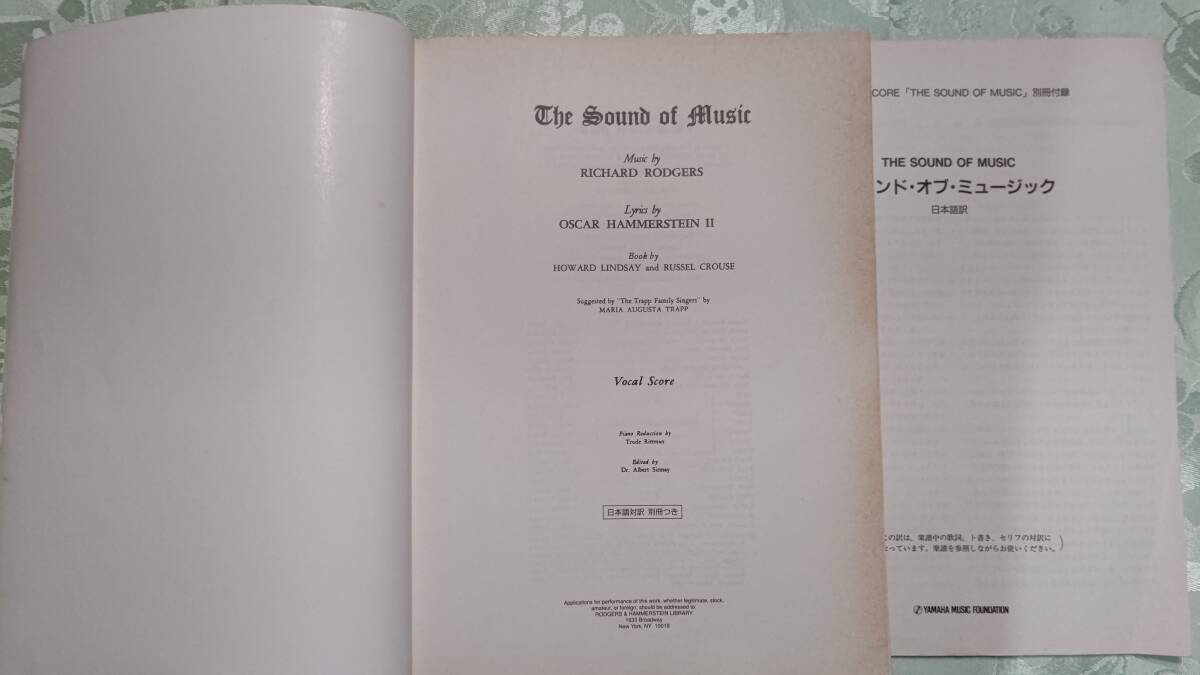 The Sound of Music
Music by
RICHARD RODGERS
Lyrics by
OSCAR HAMMERSTEIN II
Book by
HOWARD LINDSAY and RUSSEL CROUSE
Suggested by "The Trapp Family Singers" by
MARIA AUGUSTA TRAPP
Vocal Score
Piano Reduction by
Trude Rittman
Edited by
Dr. Albert Sirmay
日本語対訳 別冊つき
Applications for performance of this work, whether legitimate, stock,
amateur, or foreign, should be addressed to:
RODGERS & HAMMERSTEIN LIBRARY
1633 Broadway
New York, NY 10019
CORE「THE SOUND OF MUSIC」別冊付録
THE SOUND OF MUSIC
ンド・オブ・ミュージック
日本語訳
の訳は、楽譜中の歌詞、ト書き、セリフの対訳に
っています。楽譜を参照しながらお使いください。)
YAMAHA MUSIC FOUNDATION